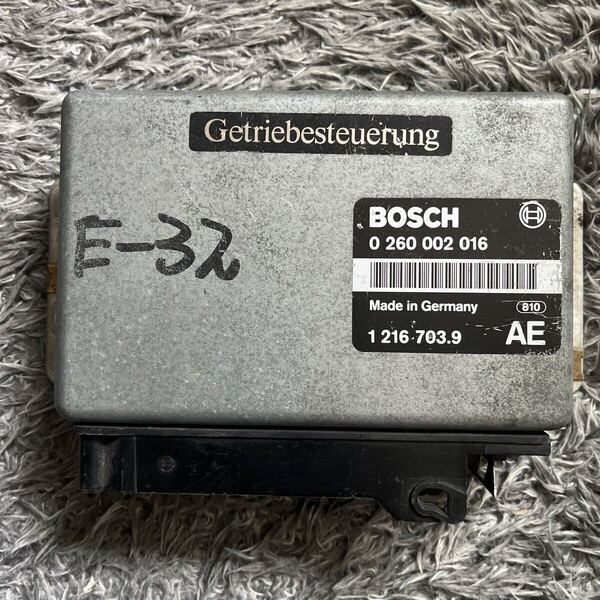 Getriebesteuerung
E-32
BOSCH
0 260 002 016
Made in Germany 810
1 216 703.9 AE